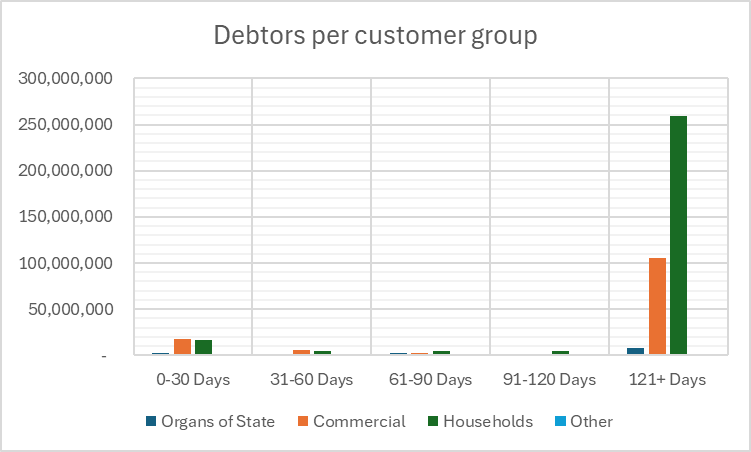 Debtors per customer group
300,000,000
250,000,000
200,000,000
150,000,000
100,000,000
50,000,000
-
0-30 Days 31-60 Days 61-90 Days 91-120 Days 121+ Days
Organs of State Commercial Households Other